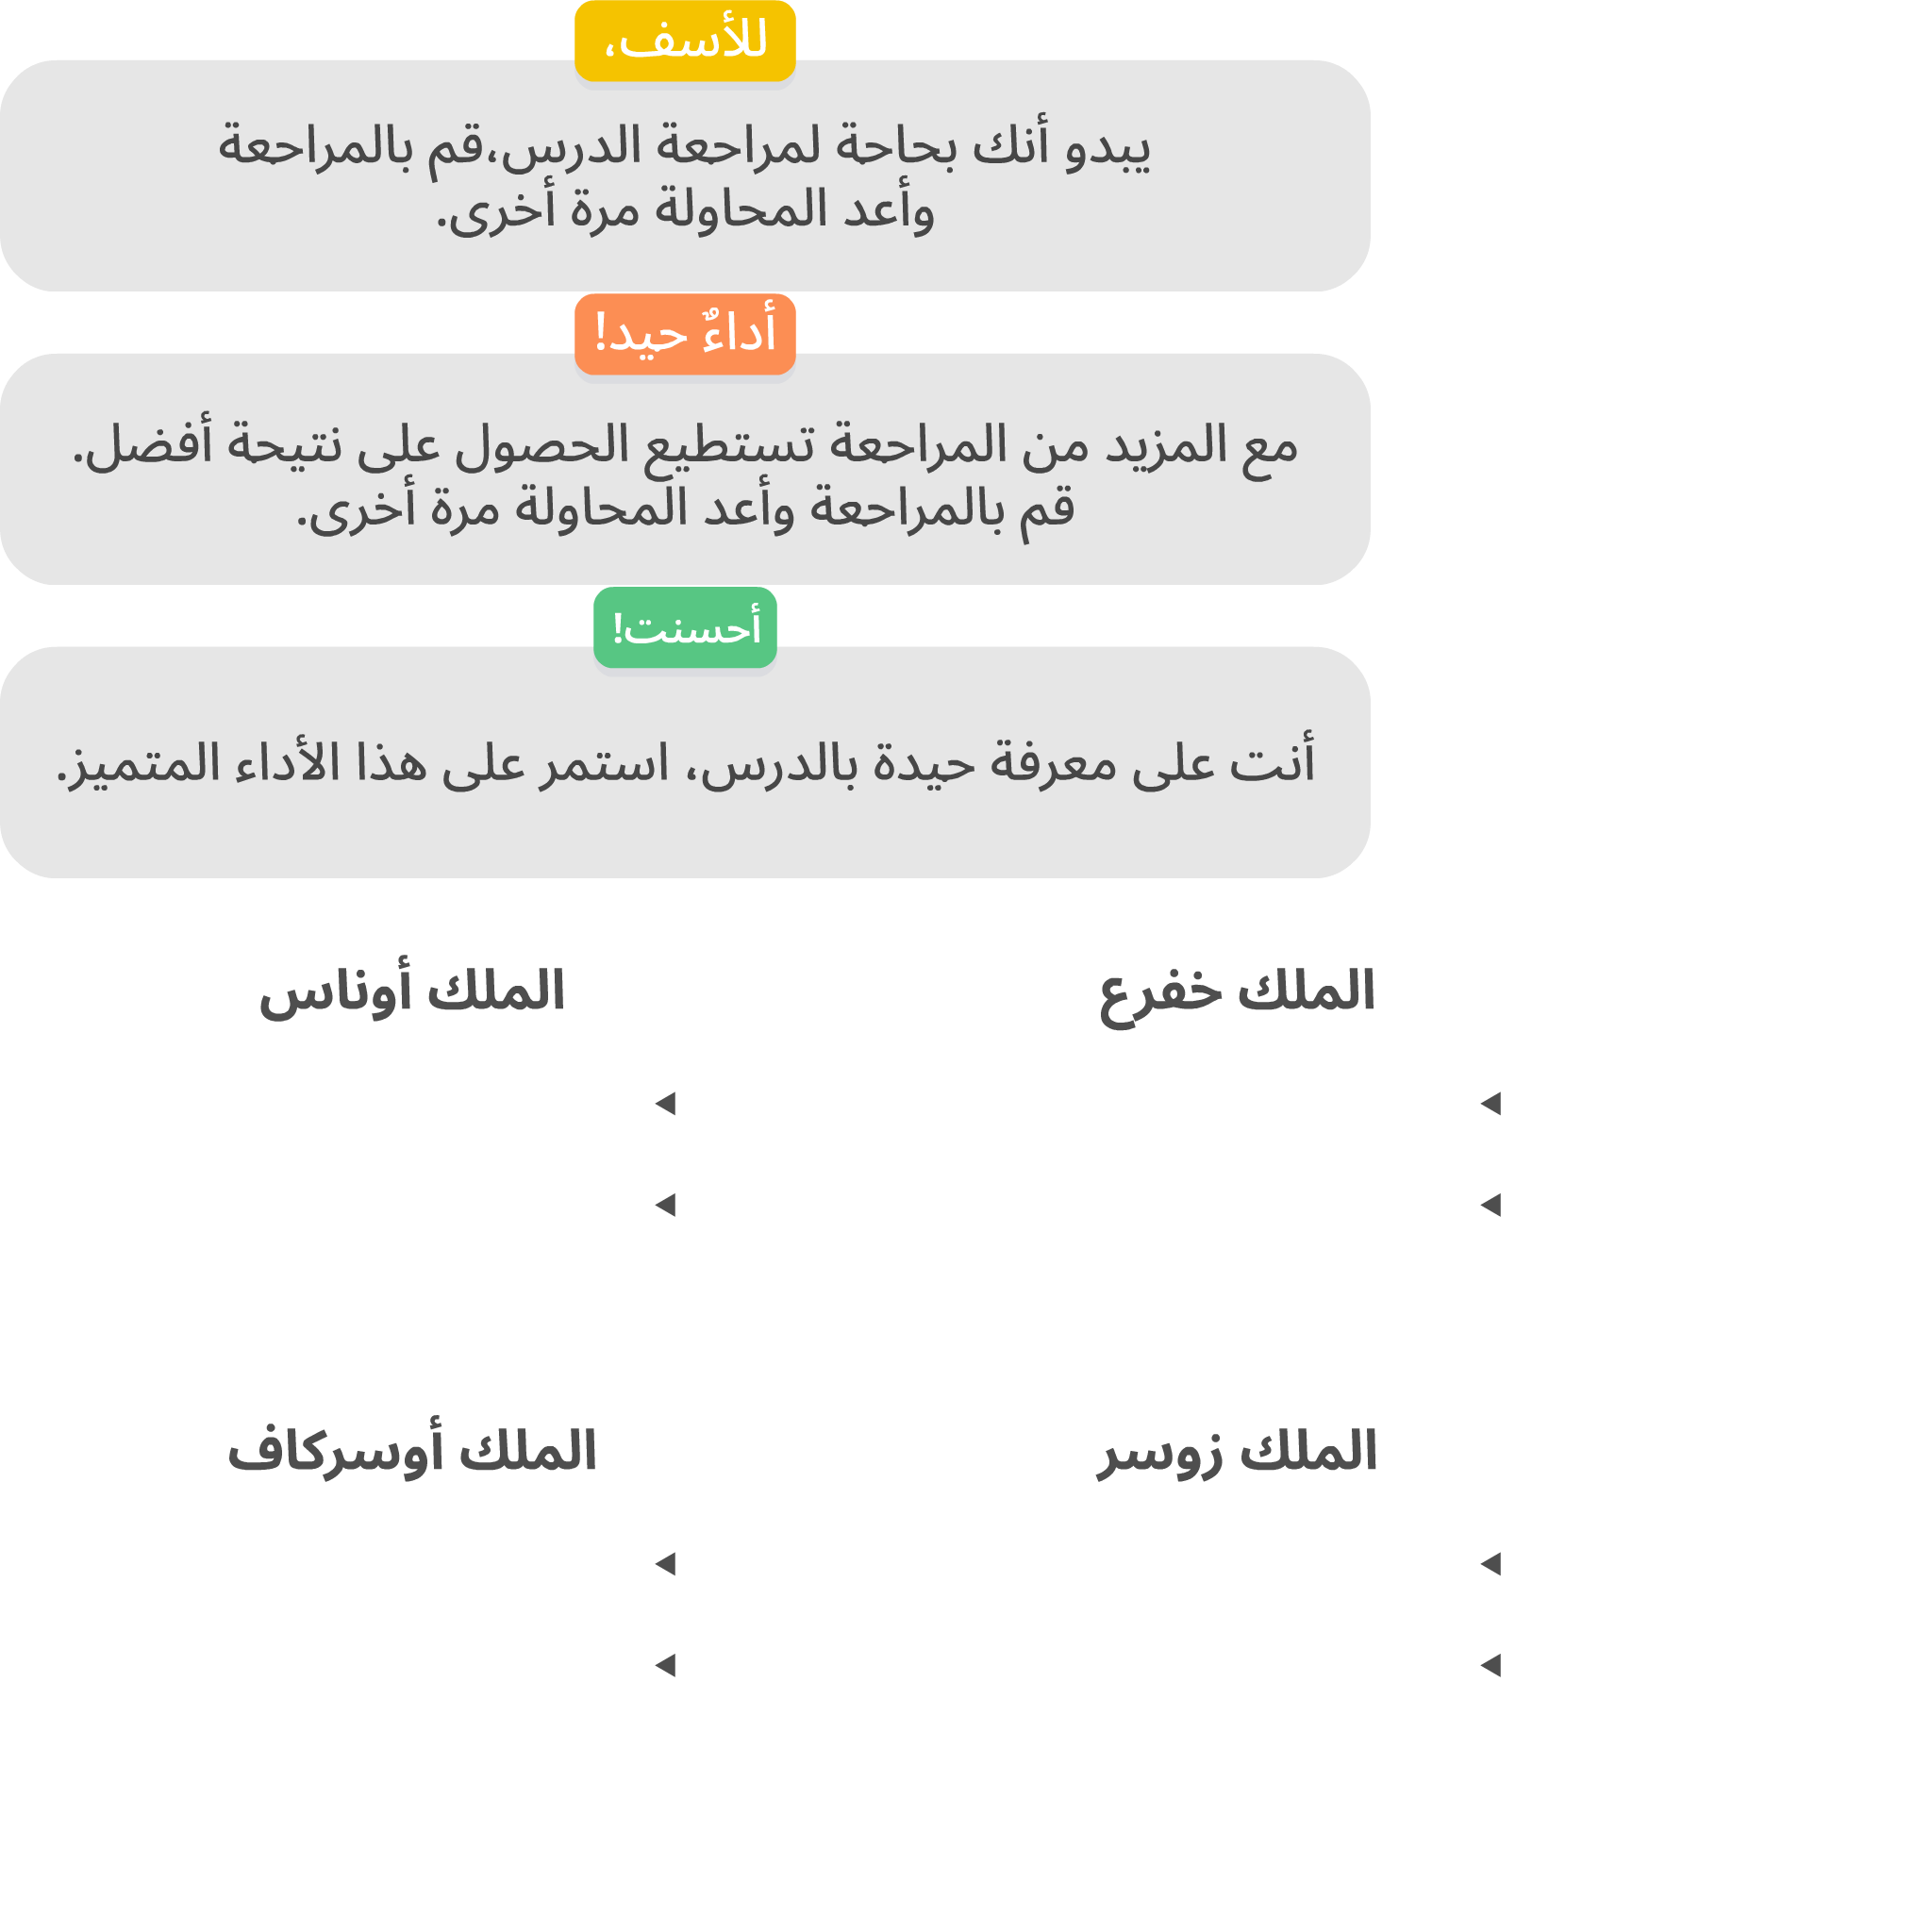 للأسف،
يبدو أنك بحاجة لمراجعة الدرس،قم بالمراجعة
وأعد المحاولة مرة أخرى.
أداءٌ جيد!
مع المزيد من المراجعة تستطيع الحصول على نتيجة أفضل.
قم بالمراجعة وأعد المحاولة مرة أخرى.
أحسنت!
أنت على معرفة جيدة بالدرس، استمر على هذا الأداء المتميز.
الملك خفرع
الملك أوناس
الملك زوسر
الملك أوسركاف